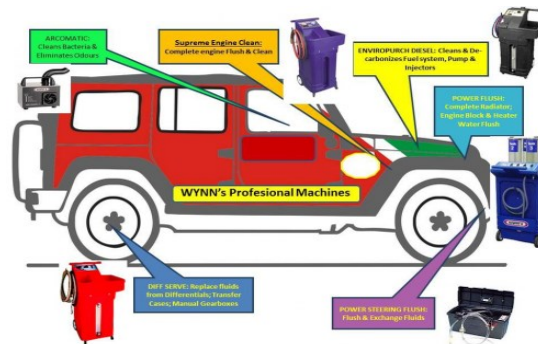 ARCOMATIC:
Cleans Bacteria &
Eliminates Odours
Supreme Engine Clean:
Complete engine Flush & Clean
ENVIROPURCH DIESEL: Cleans & De-
carbonizes Fuel system, Pump &
Injectors
POWER FLUSH:
Complete Radiator;
Engine Block & Heater
Water Flush
WYNN's Profesional Machines
DIFF SERVE: Replace fluids
from Differentials; Transfer
Cases; Manual Gearboxes
POWER STEERING FLUSH:
Flush & Exchange Fluids